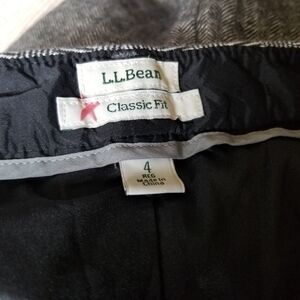 L.L.Bean
Classic Fit
4
REG
Made in
China